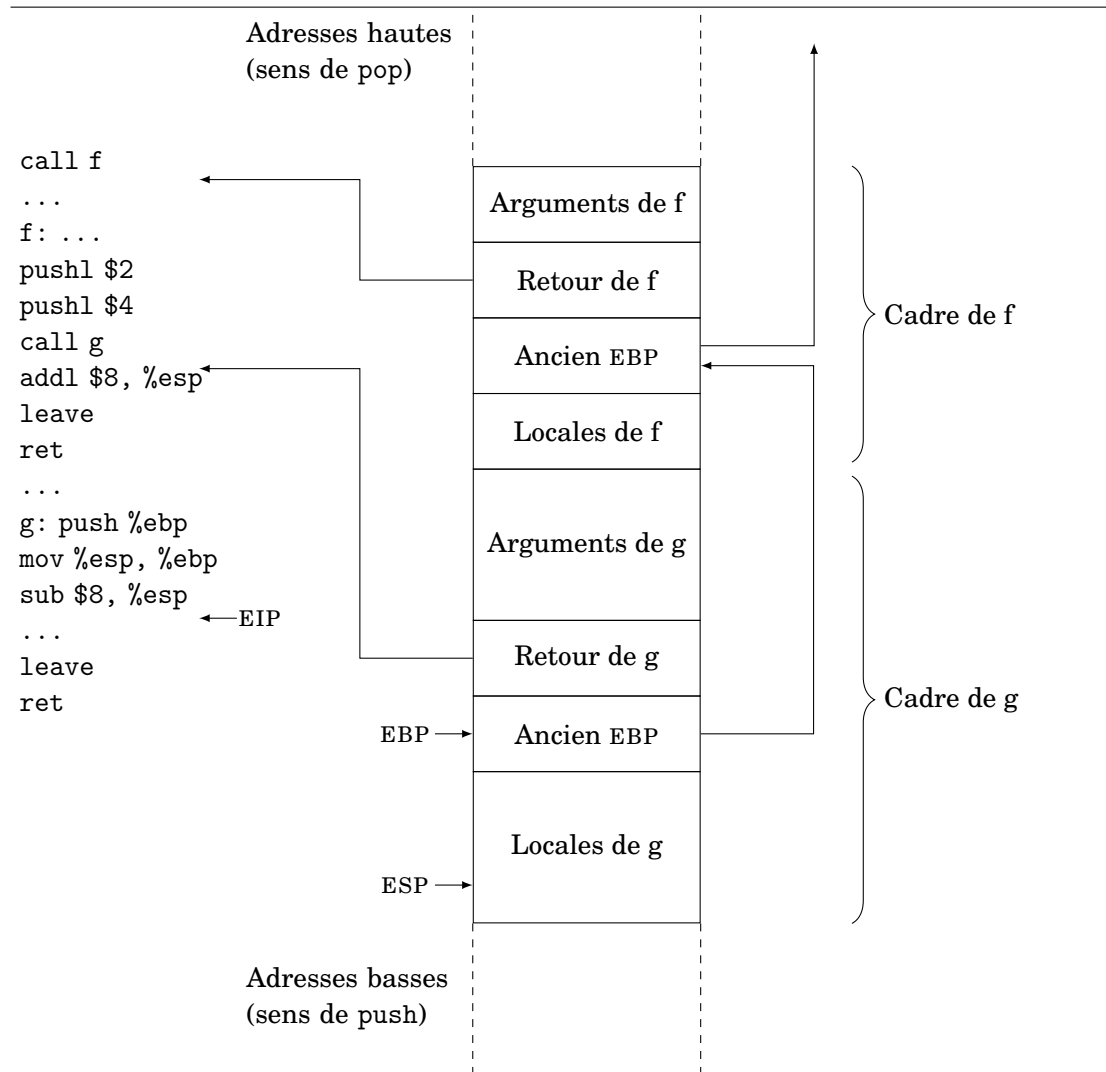 Adresses hautes
(sens de pop)
call f
...
f: ...
pushl $2
pushl $4
call g
addl $8, %esp
leave
ret
...
g: push %ebp
mov %esp, %ebp
sub $8, %esp
...
leave
ret
EIP
EBP
ESP
Arguments de f
Retour de f
Ancien EBP
Locales de f
Arguments de g
Retour de g
Ancien EBP
Locales de g
Cadre de f
Cadre de g
Adresses basses
(sens de push)